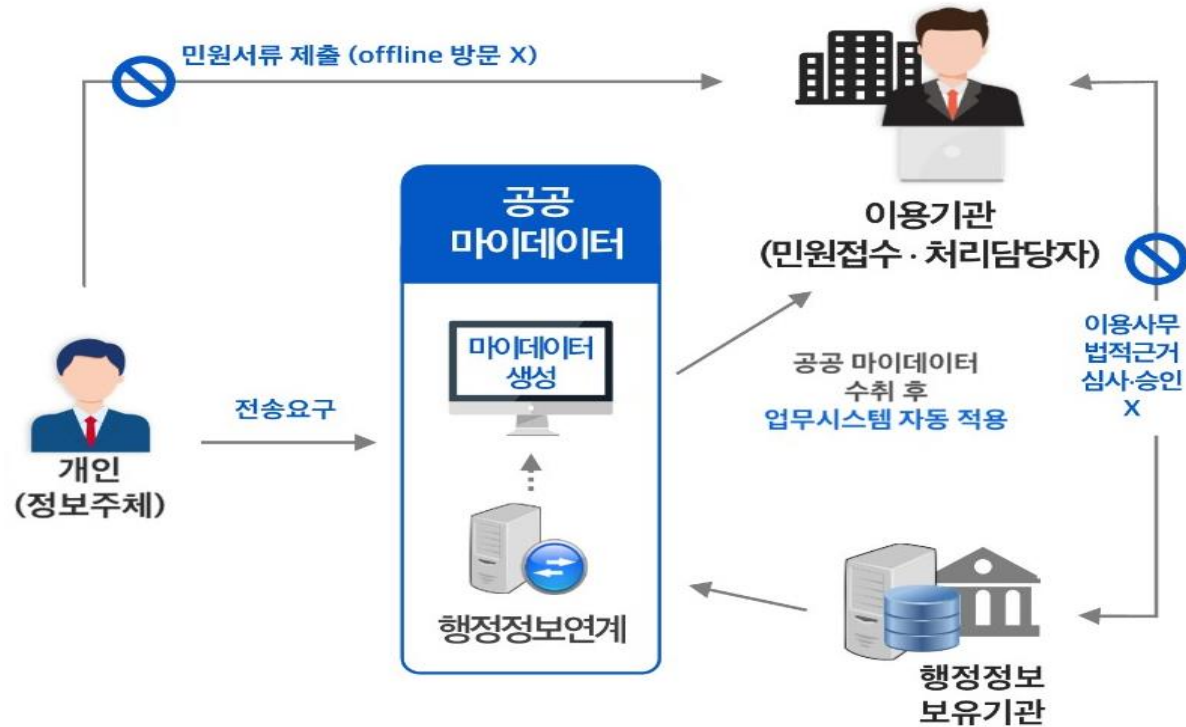 민원서류 제출 (offline 방문 X)
공공
마이데이터
이용기관
(민원접수 · 처리담당자)
마이데이터
생성
이용사무
법적근거
심사·승인
X
공공 마이데이터
수취 후
업무시스템 자동 적용
전송요구
개인
(정보주체)
행정정보연계
행정정보
보유기관